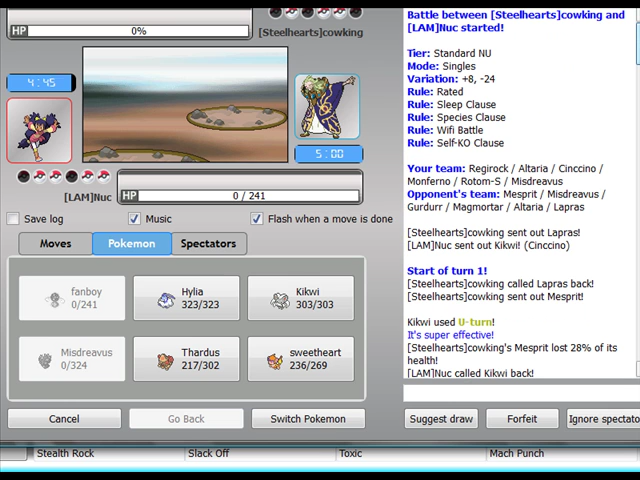 HP 0%
[Steelhearts]cowking
4:45
5:00
[LAM]Nuc
HP 0 / 241
Save log
Music
Flash when a move is done
Moves
Pokemon
Spectators
fanboy
0/241
Hylia
323/323
Kikwi
303/303
Misdreavus
0/324
Thardus
217/302
sweetheart
236/269
Cancel
Go Back
Switch Pokemon
Battle between [Steelhearts]cowking and
[LAM]Nuc started!
Tier: Standard NU
Mode: Singles
Variation: +8, -24
Rule: Rated
Rule: Sleep Clause
Rule: Species Clause
Rule: Wifi Battle
Rule: Self-KO Clause
Your team: Regirock / Altaria / Cinccino /
Monferno / Rotom-S / Misdreavus
Opponent's team: Mesprit / Misdreavus /
Gurdurr / Magmortar / Altaria / Lapras
[Steelhearts]cowking sent out Lapras!
[LAM]Nuc sent out Kikwi! (Cinccino)
Start of turn 1!
[Steelhearts]cowking called Lapras back!
[Steelhearts]cowking sent out Mesprit!
Kikwi used U-turn!
It's super effective!
[Steelhearts]cowking's Mesprit lost 28% of its
health!
[LAM]Nuc called Kikwi back!
Suggest draw
Forfeit
Ignore spectato
Stealth Rock
Slack Off
Toxic
Mach Punch